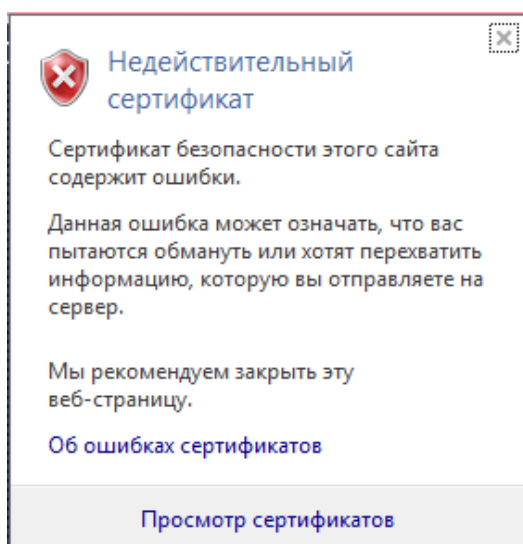 Недействительный
сертификат
Сертификат безопасности этого сайта
содержит ошибки.
Данная ошибка может означать, что вас
пытаются обмануть или хотят перехватить
информацию, которую вы отправляете на
сервер.
Мы рекомендуем закрыть эту
веб-страницу.
Об ошибках сертификатов
Просмотр сертификатов